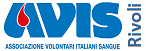 AVIS
ASSOCIAZIONE VOLONTARI ITALIANI SANGUE
Rivoli